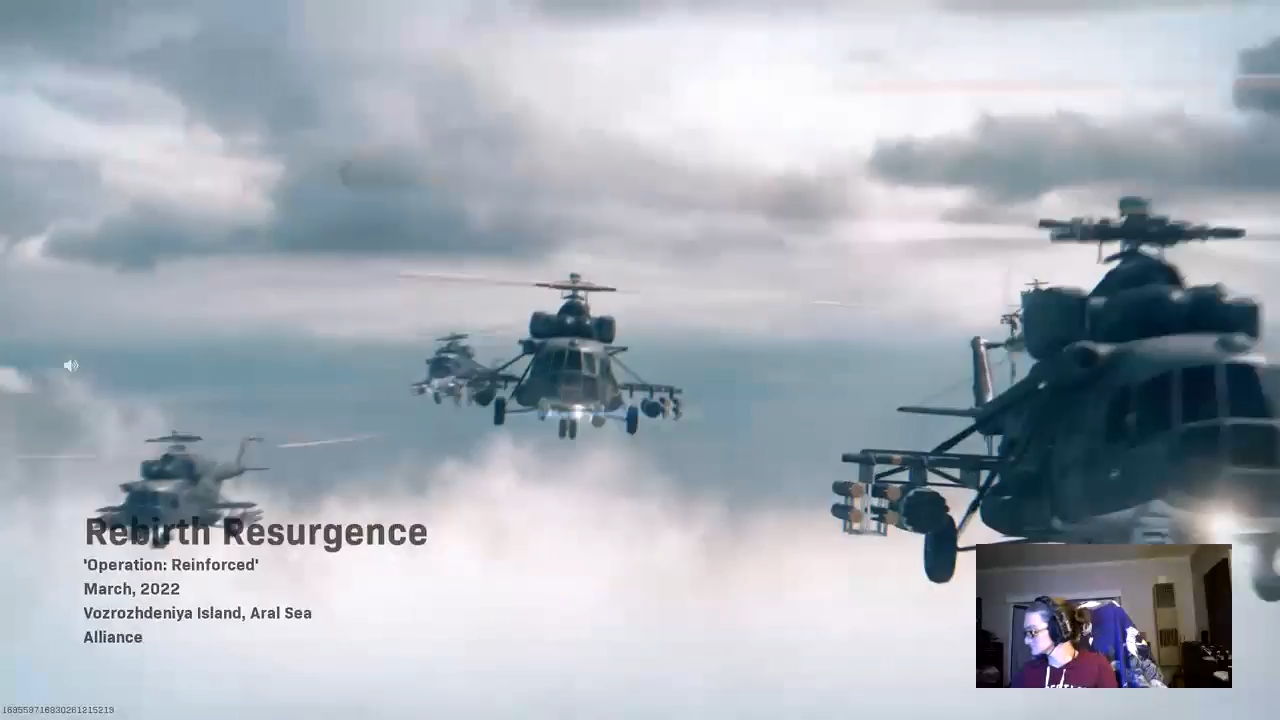 Rebirth Resurgence
'Operation: Reinforced'
March, 2022
Vozrozhdeniya Island, Aral Sea
Alliance